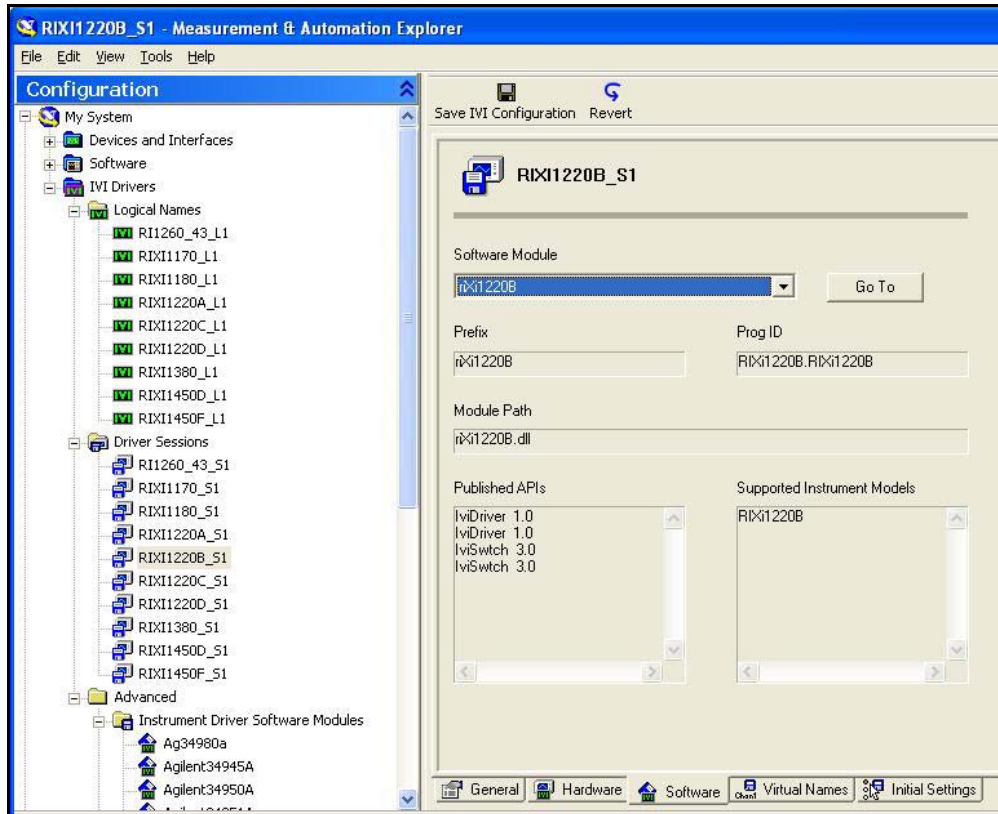 RIXI1220B_S1 - Measurement & Automation Explorer
File Edit View Tools Help
Configuration
My System
Devices and Interfaces
Software
IVI Drivers
Logical Names
RI1260_43_L1
RIXI1170_L1
RIXI1180_L1
RIXI1220A_L1
RIXI1220C_L1
RIXI1220D_L1
RIXI1380_L1
RIXI1450D_L1
RIXI1450F_L1
Driver Sessions
RI1260_43_S1
RIXI1170_S1
RIXI1180_S1
RIXI1220A_S1
RIXI1220B_S1
RIXI1220C_S1
RIXI1220D_S1
RIXI1380_S1
RIXI1450D_S1
RIXI1450F_S1
Advanced
Instrument Driver Software Modules
Ag34980a
Agilent34945A
Agilent34950A
Save IVI Configuration Revert
RIXI1220B_S1
Software Module
riXi1220B
Go To
Prefix
Prog ID
riXi1220B
RIXi1220B.RIXi1220B
Module Path
riXi1220B.dll
Published APIs
Supported Instrument Models
IviDriver 1.0
IviDriver 1.0
IviSwtch 3.0
IviSwtch 3.0
RIXi1220B
General Hardware Software Virtual Names Initial Settings